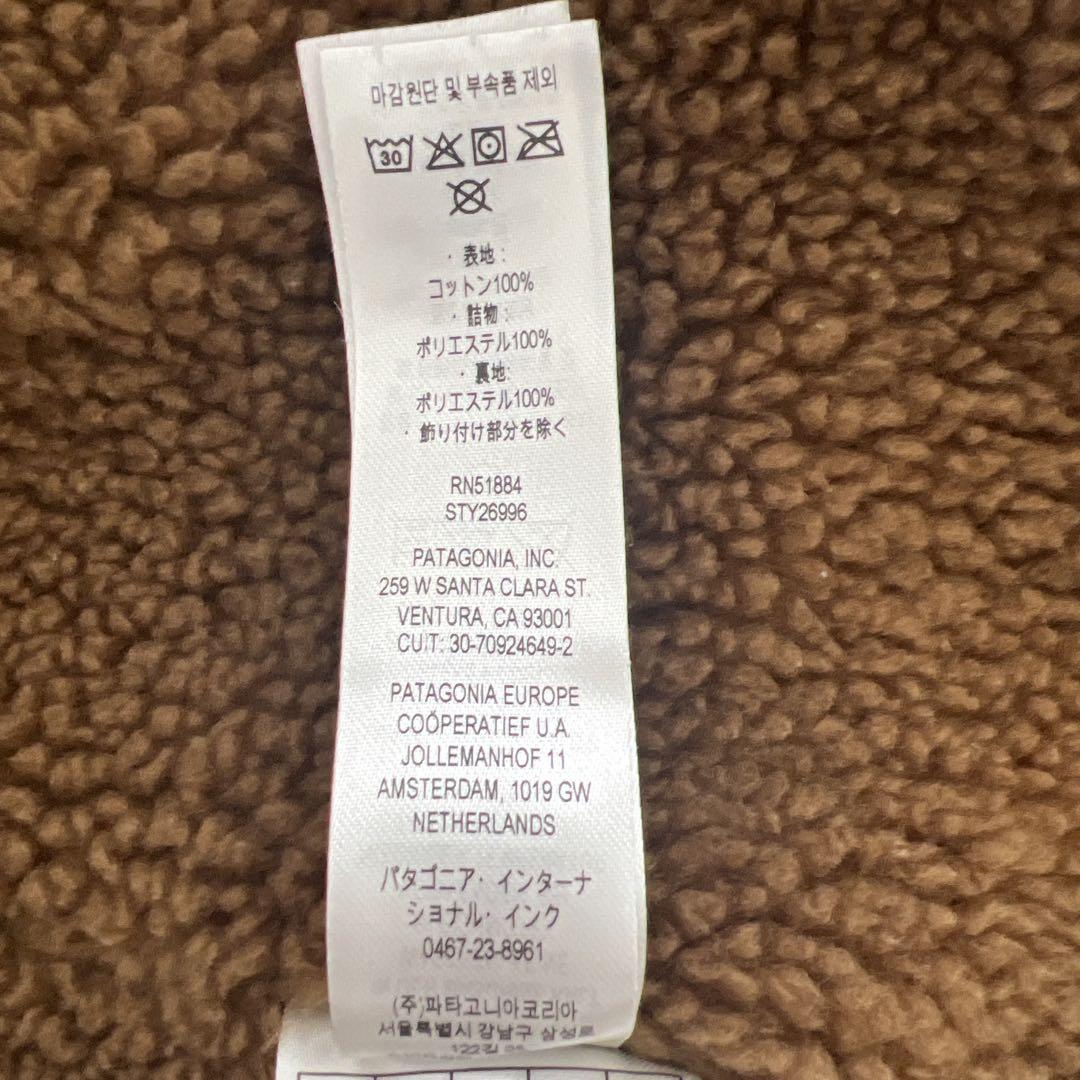 마감원단 및 부속품 제외
30
・表地:
コットン100%
・詰物:
ポリエステル100%
・裏地:
ポリエステル100%
・飾り付け部分を除く
RN51884
STY26996
PATAGONIA, INC.
259 W SANTA CLARA ST.
VENTURA, CA 93001
CUIT: 30-70924649-2
PATAGONIA EUROPE
COÖPERATIEF U.A.
JOLLEMANHOF 11
AMSTERDAM, 1019 GW
NETHERLANDS
パタゴニア・インターナ
ショナル・インク
0467-23-8961
(주)파타고니아코리아
서울특별시 강남구 삼성로
122길